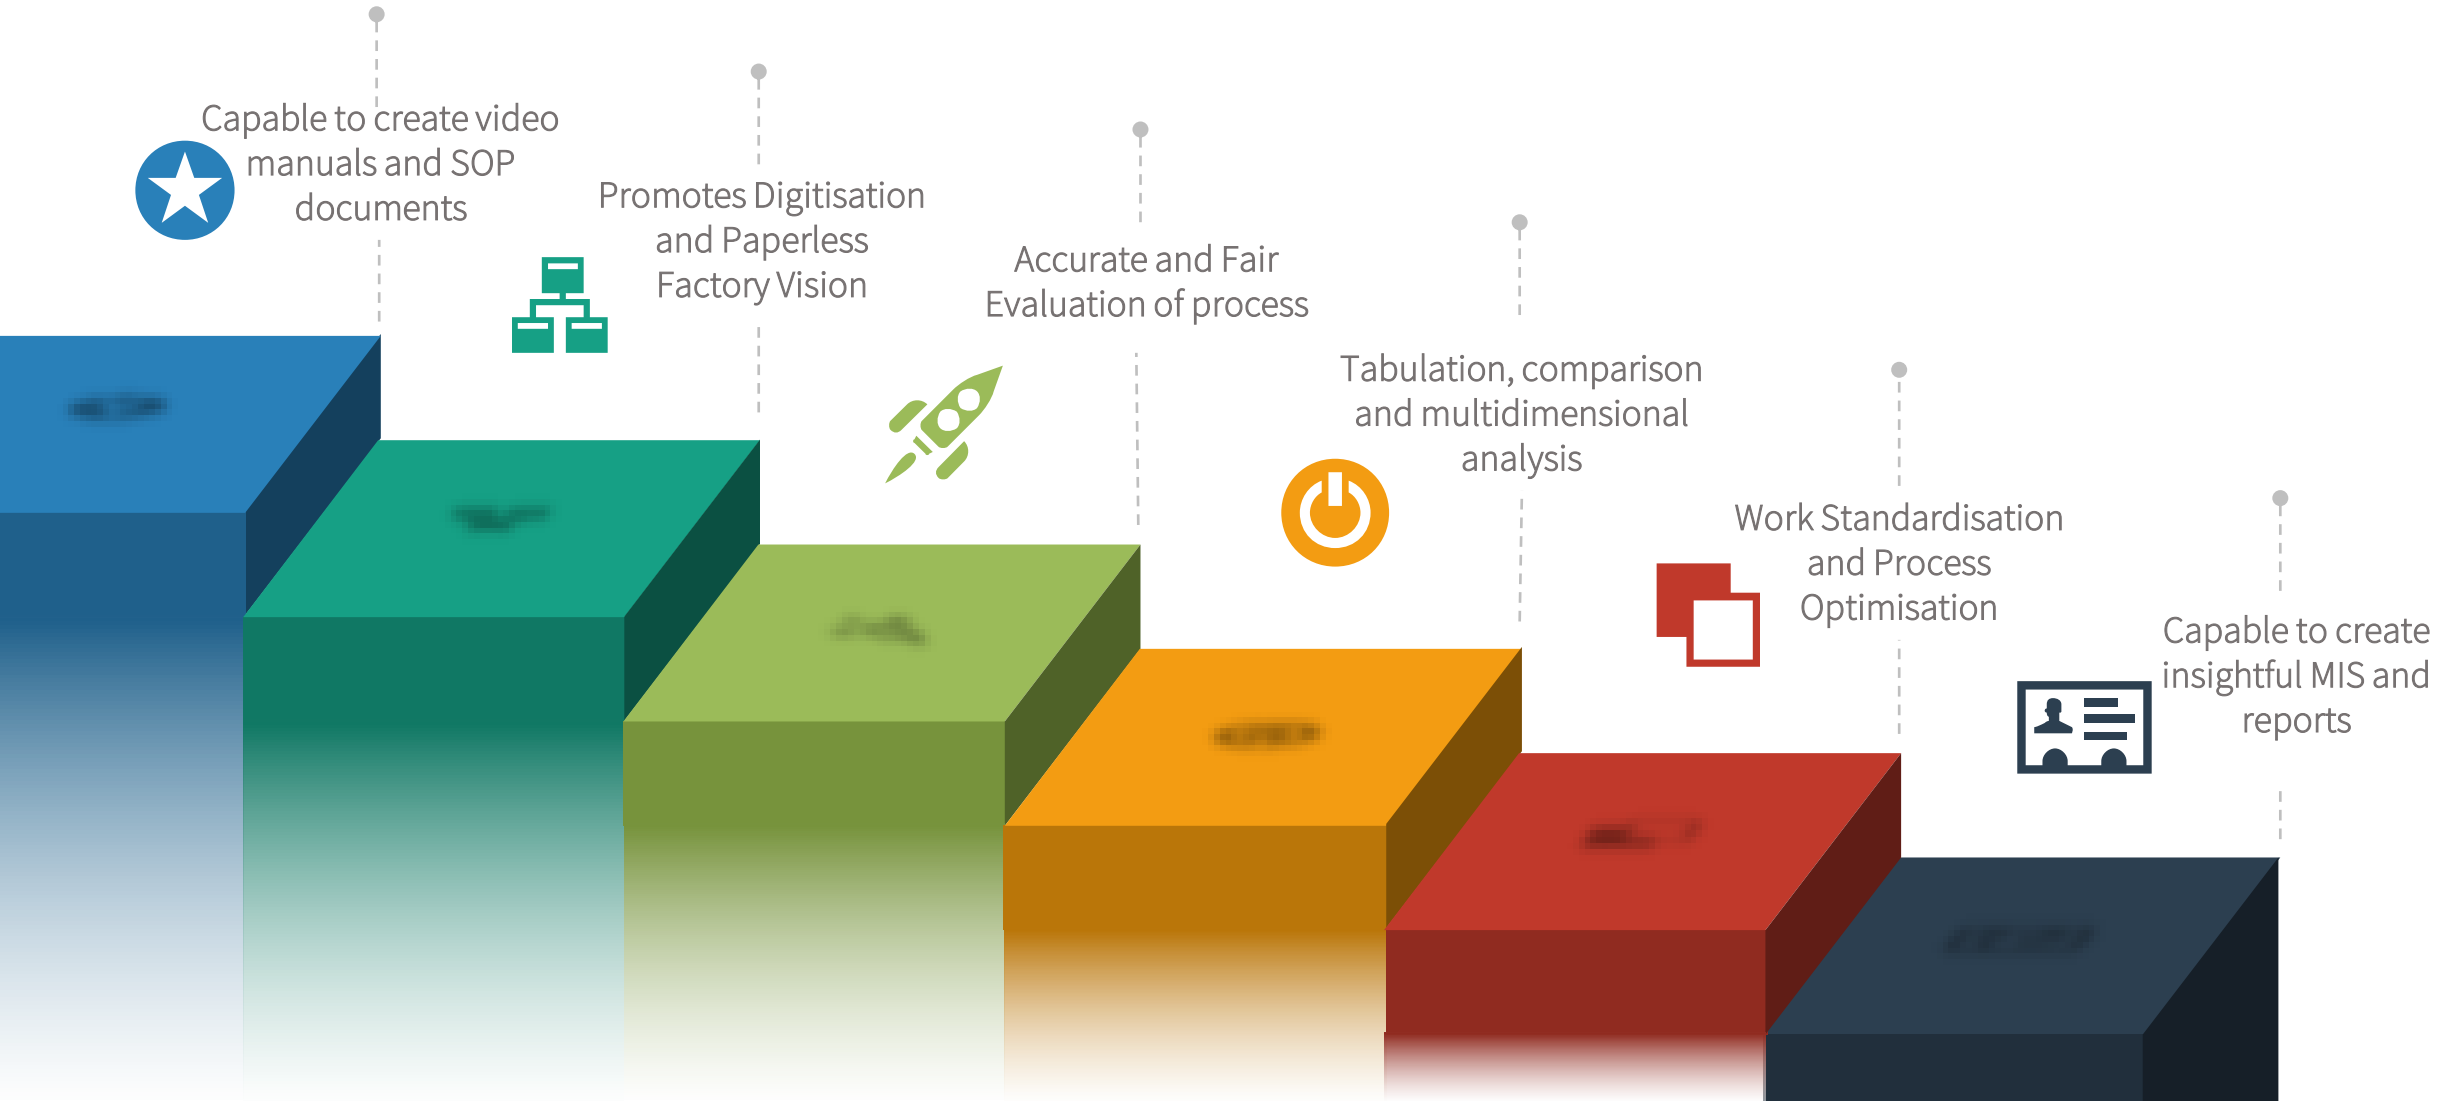 Capable to create video
manuals and SOP
documents
Promotes Digitisation
and Paperless
Factory Vision
Accurate and Fair
Evaluation of process
Tabulation, comparison
and multidimensional
analysis
Work Standardisation
and Process
Optimisation
Capable to create
insightful MIS and
reports